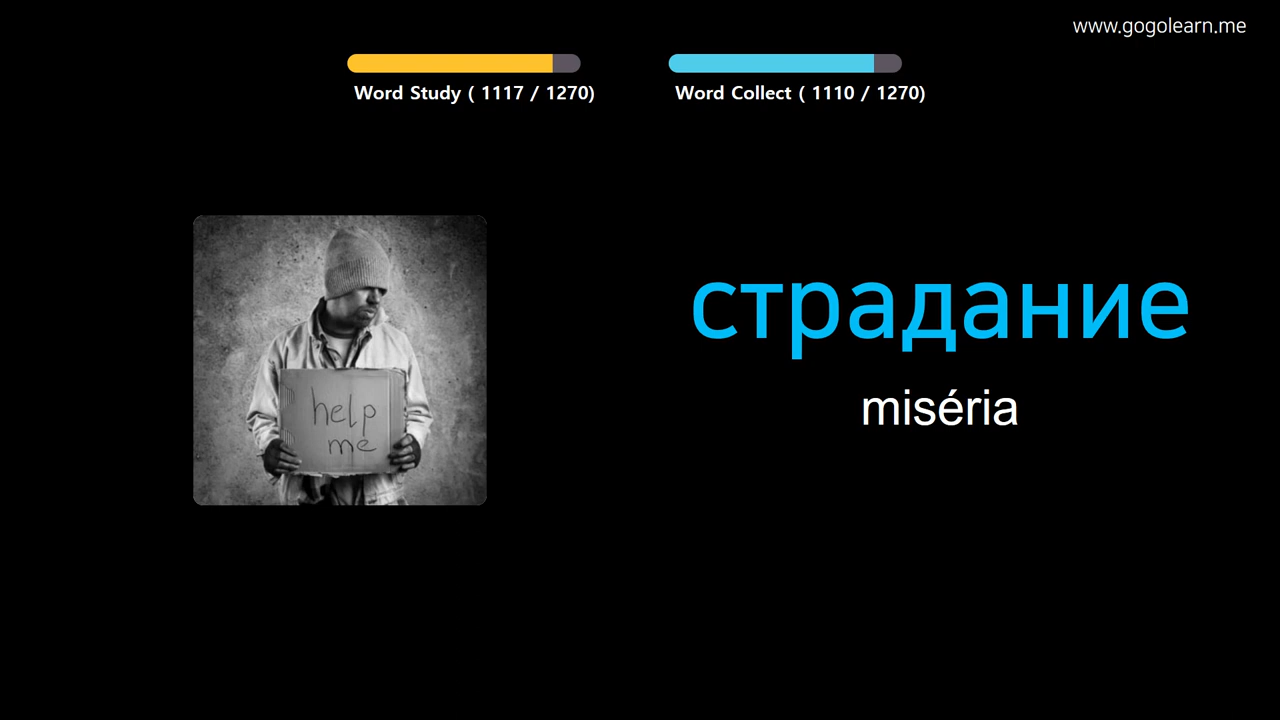 www.gogolearn.me
Word Study ( 1117 / 1270)
Word Collect ( 1110 / 1270)
help
me
страдание
miséria